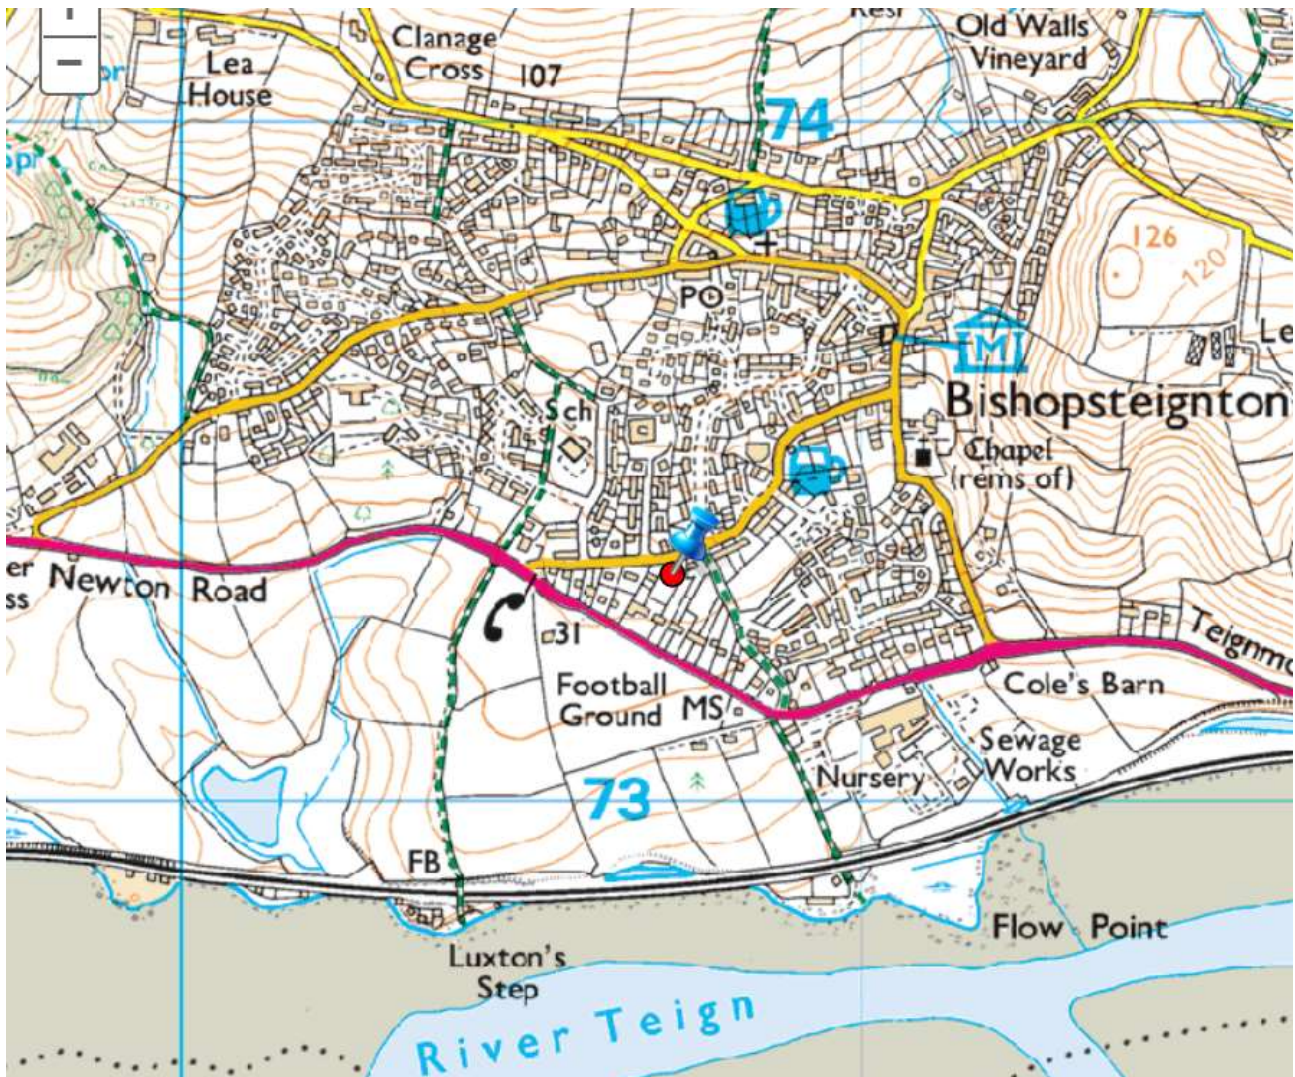 +
−
Clanage
Cross
107
Lea
House
Old Walls
Vineyard
74
126
120
PO
M
Bishopsteignton
Sch
Chapel
(rems of)
Newton Road
31
Football
Ground
MS
Teignmo
Cole's Barn
Sewage
Works
Nursery
73
FB
Flow Point
Luxton's
Step
River Teign